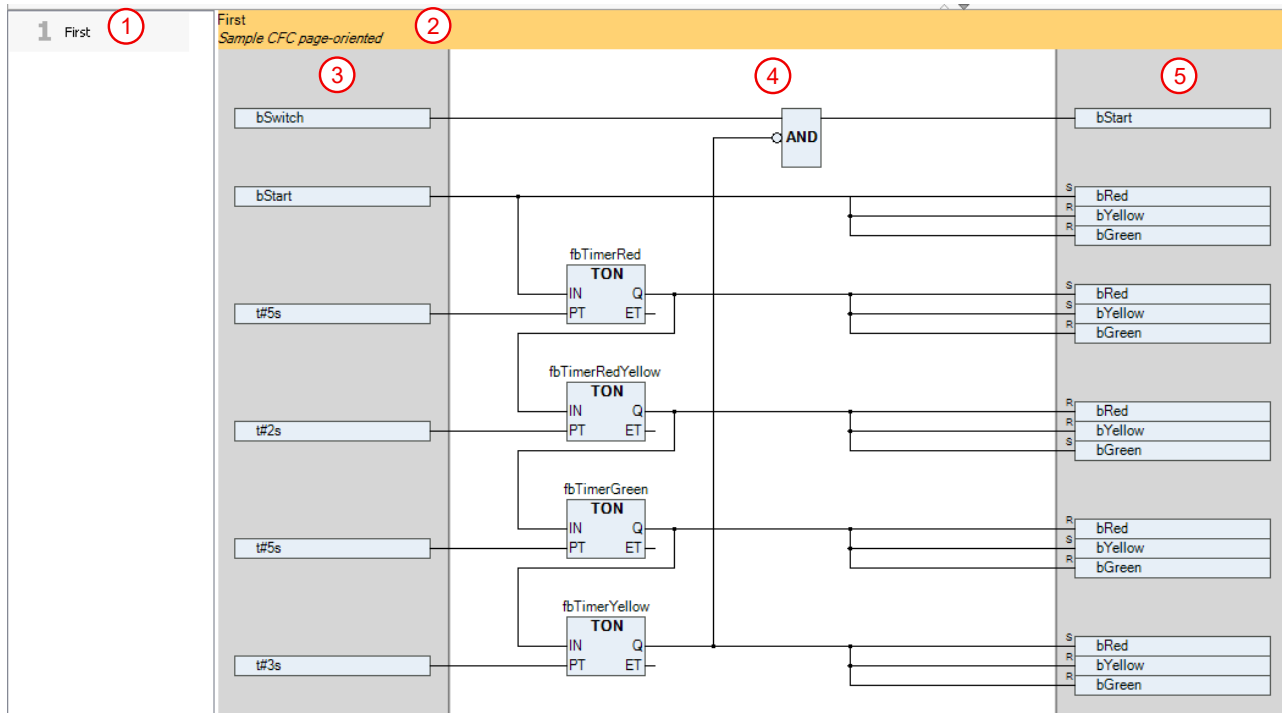 1 First 1
First 2
Sample CFC page-oriented
3 4 5
bSwitch bStart
AND
bStart S bRed
R bYellow
R bGreen
fbTimerRed
TON
IN Q S bRed
t#5s PT ET S bYellow
R bGreen
fbTimerRedYellow
TON
IN Q R bRed
t#2s PT ET R bYellow
S bGreen
fbTimerGreen
TON
IN Q R bRed
t#5s PT ET S bYellow
R bGreen
fbTimerYellow
TON
IN Q S bRed
t#3s PT ET R bYellow
R bGreen